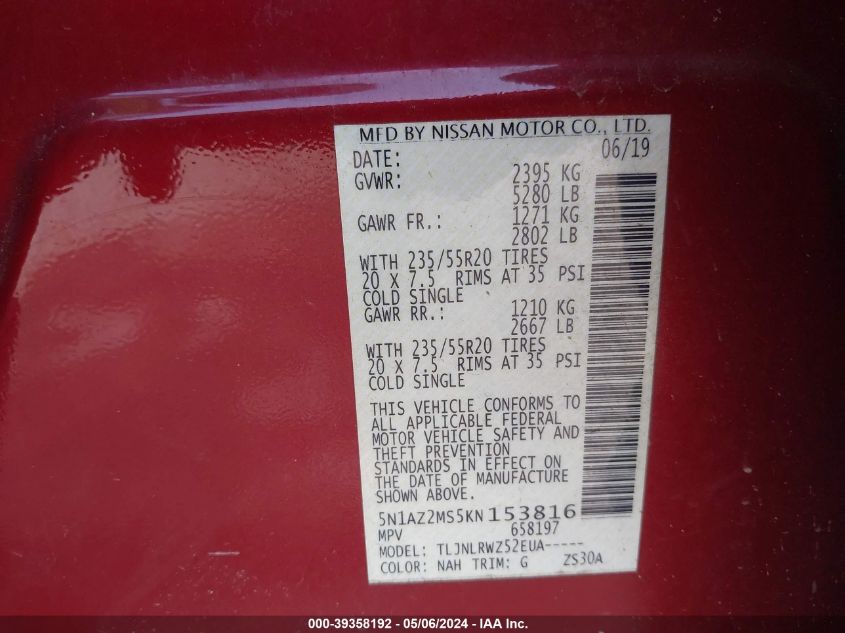 MFD BY NISSAN MOTOR CO., LTD.
DATE: 06/19
GVWR: 2395 KG
5280 LB
GAWR FR.: 1271 KG
2802 LB
WITH 235/55R20 TIRES
20 X 7.5 RIMS AT 35 PSI
COLD SINGLE
GAWR RR.: 1210 KG
2667 LB
WITH 235/55R20 TIRES
20 X 7.5 RIMS AT 35 PSI
COLD SINGLE
THIS VEHICLE CONFORMS TO
ALL APPLICABLE FEDERAL
MOTOR VEHICLE SAFETY AND
THEFT PREVENTION
STANDARDS IN EFFECT ON
THE DATE OF MANUFACTURE
SHOWN ABOVE.
5N1AZ2MS5KN153816
MPV 658197
MODEL: TLJNLRWZ52EUA-----
COLOR: NAH TRIM: G ZS30A
000-39358192 - 05/06/2024 - IAAI Inc.